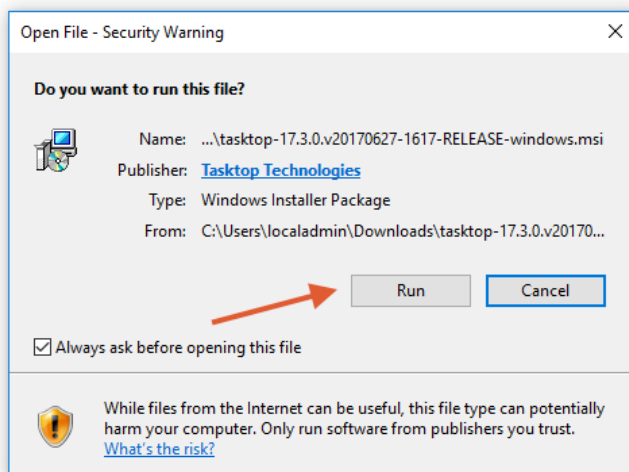 Open File - Security Warning
Do you want to run this file?
Name: ...\tasktop-17.3.0.v20170627-1617-RELEASE-windows.msi
Publisher: Tasktop Technologies
Type: Windows Installer Package
From: C:\Users\localadmin\Downloads\tasktop-17.3.0.v20170...
Run Cancel
Always ask before opening this file
While files from the Internet can be useful, this file type can potentially
harm your computer. Only run software from publishers you trust.
What's the risk?